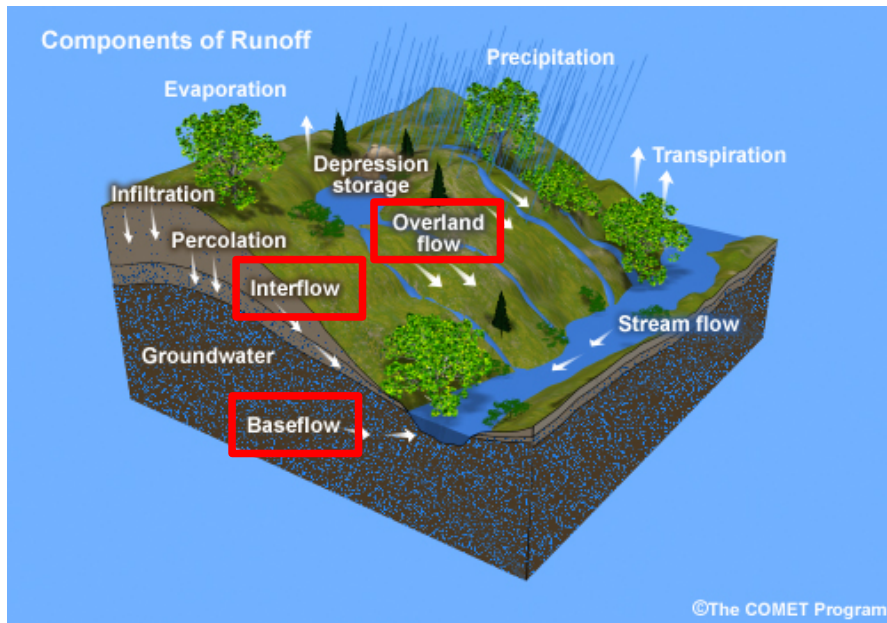 Components of Runoff
Precipitation
Evaporation
Transpiration
Depression
storage
Infiltration
Overland
flow
Percolation
Interflow
Stream flow
Groundwater
Baseflow
©The COMET Program